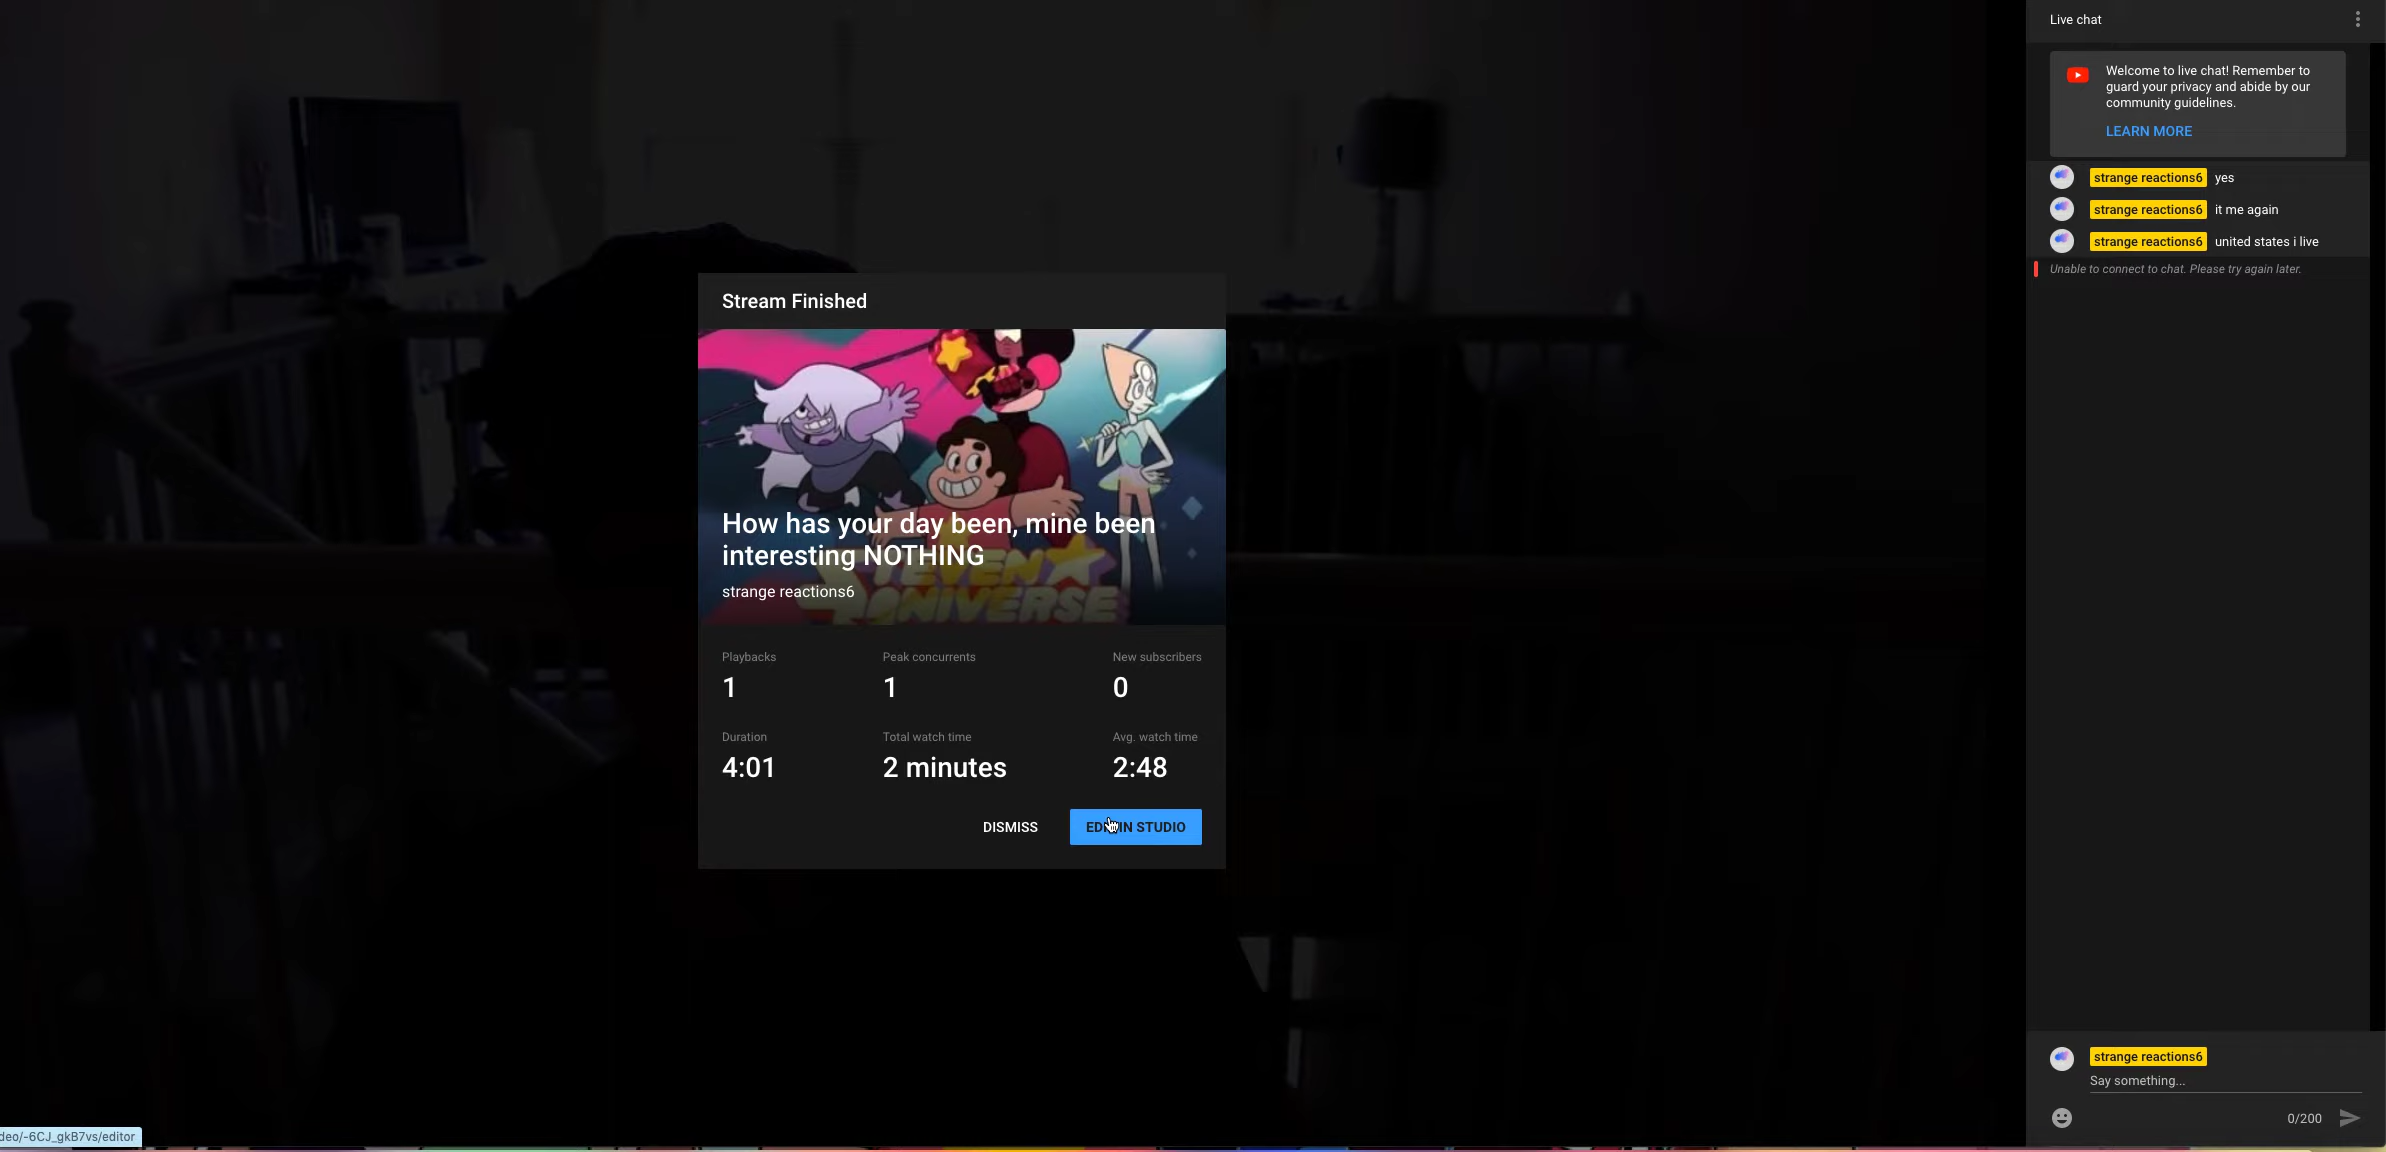 Live chat
Welcome to live chat! Remember to
guard your privacy and abide by our
community guidelines.
LEARN MORE
strange reactions6 yes
strange reactions6 it me again
strange reactions6 united states i live
Unable to connect to chat. Please try again later.
Stream Finished
How has your day been, mine been
interesting NOTHING
strange reactions6
STEVEN
UNIVERSE
Playbacks Peak concurrents New subscribers
1 1 0
Duration Total watch time Avg. watch time
4:01 2 minutes 2:48
DISMISS EDIT IN STUDIO
strange reactions6
Say something...
0/200
deo/-6CJ_gkB7vs/editor